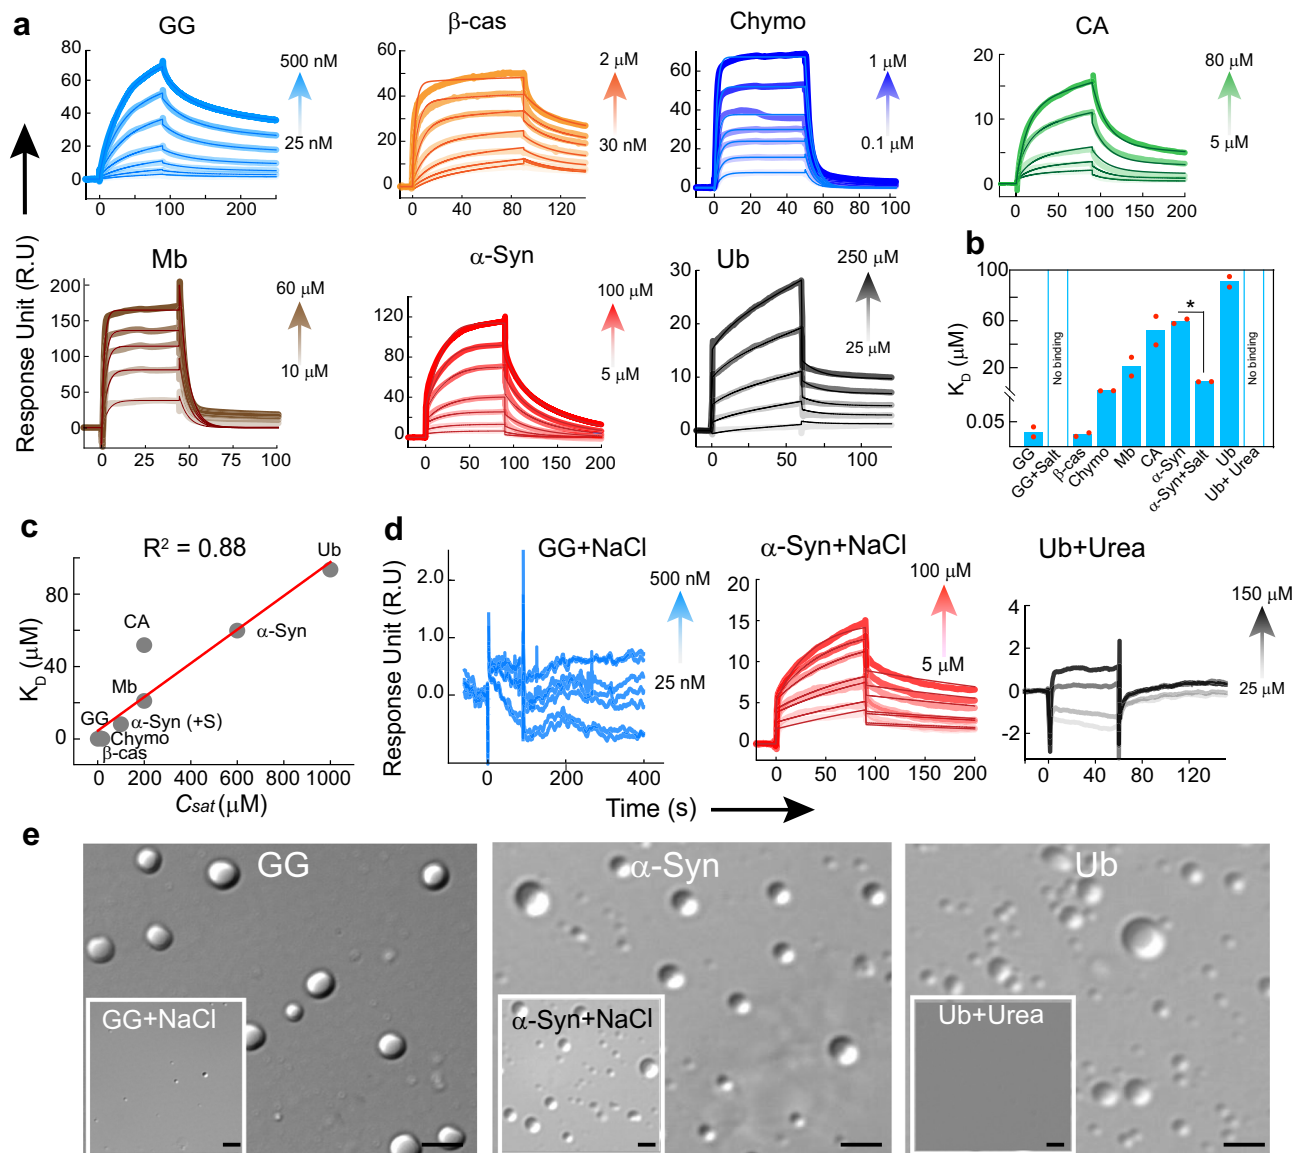 a
GG
β-cas
Chymo
CA
80
60
40
20
0
0
100
200
500 nM
25 nM
60
40
20
0
0
40
80
120
2 μM
30 nM
60
40
20
0
0
20
40
60
80
100
1 μM
0.1 μM
20
10
0
0
50
100
150
200
80 μM
5 μM
Response Unit (R.U)
Mb
α-Syn
Ub
200
150
100
50
0
0
25
50
75
100
60 μM
10 μM
120
80
40
0
0
50
100
150
200
100 μM
5 μM
30
20
10
0
0
40
80
120
250 μM
25 μM
b
K_D (μM)
100
60
20
0.05
No binding
No binding
*
GG
GG+Salt
β-cas
Chymo
Mb
CA
α-Syn
α-Syn+Salt
Ub
Ub+ Urea
c
R² = 0.88
K_D (μM)
80
40
0
0
200
400
600
800
1000
Csat (μM)
Ub
CA
α-Syn
Mb
GG
α-Syn (+S)
Chymo
β-cas
d
GG+NaCl
Response Unit (R.U)
2.0
1.0
0.0
0
200
400
500 nM
25 nM
α-Syn+NaCl
15
10
5
0
0
50
100
150
200
100 μM
5 μM
Ub+Urea
4
2
0
-2
0
40
80
120
150 μM
25 μM
Time (s)
e
GG
GG+NaCl
α-Syn
α-Syn+NaCl
Ub
Ub+Urea